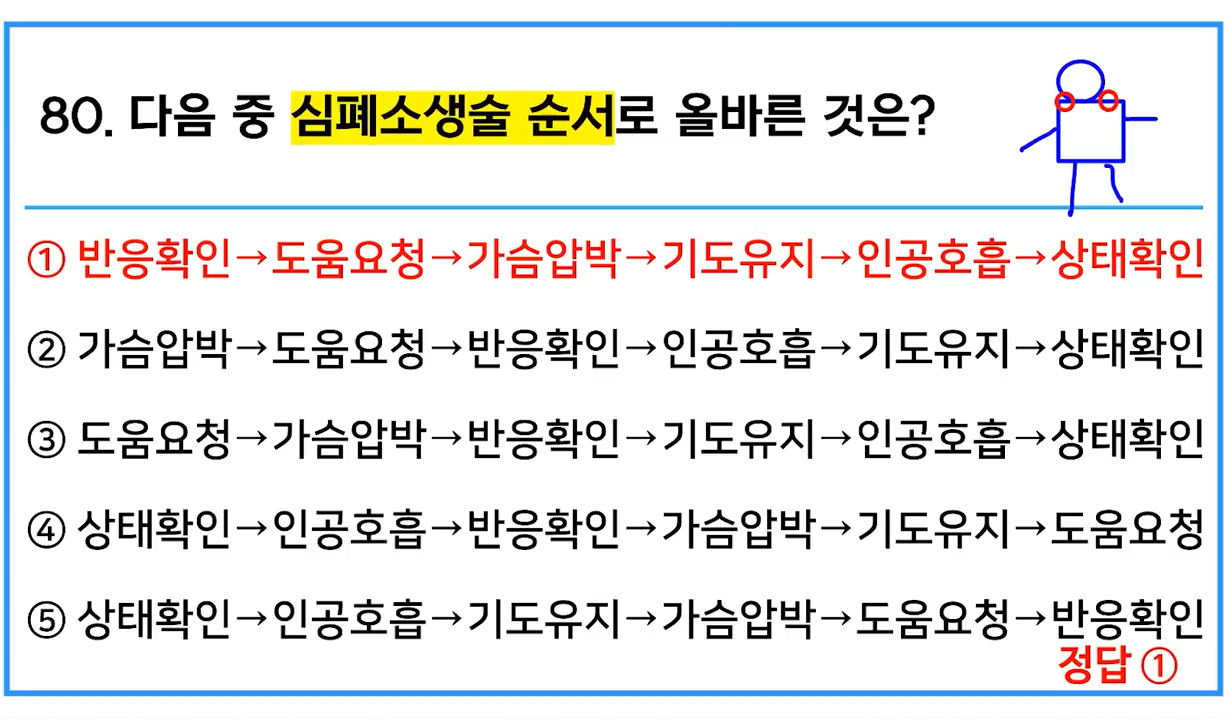 80. 다음 중 심폐소생술 순서로 올바른 것은?
① 반응확인→도움요청→가슴압박→기도유지→인공호흡→상태확인
② 가슴압박→도움요청→반응확인→인공호흡→기도유지→상태확인
③ 도움요청→가슴압박→반응확인→기도유지→인공호흡→상태확인
④ 상태확인→인공호흡→반응확인→가슴압박→기도유지→도움요청
⑤ 상태확인→인공호흡→기도유지→가슴압박→도움요청→반응확인
정답 ①